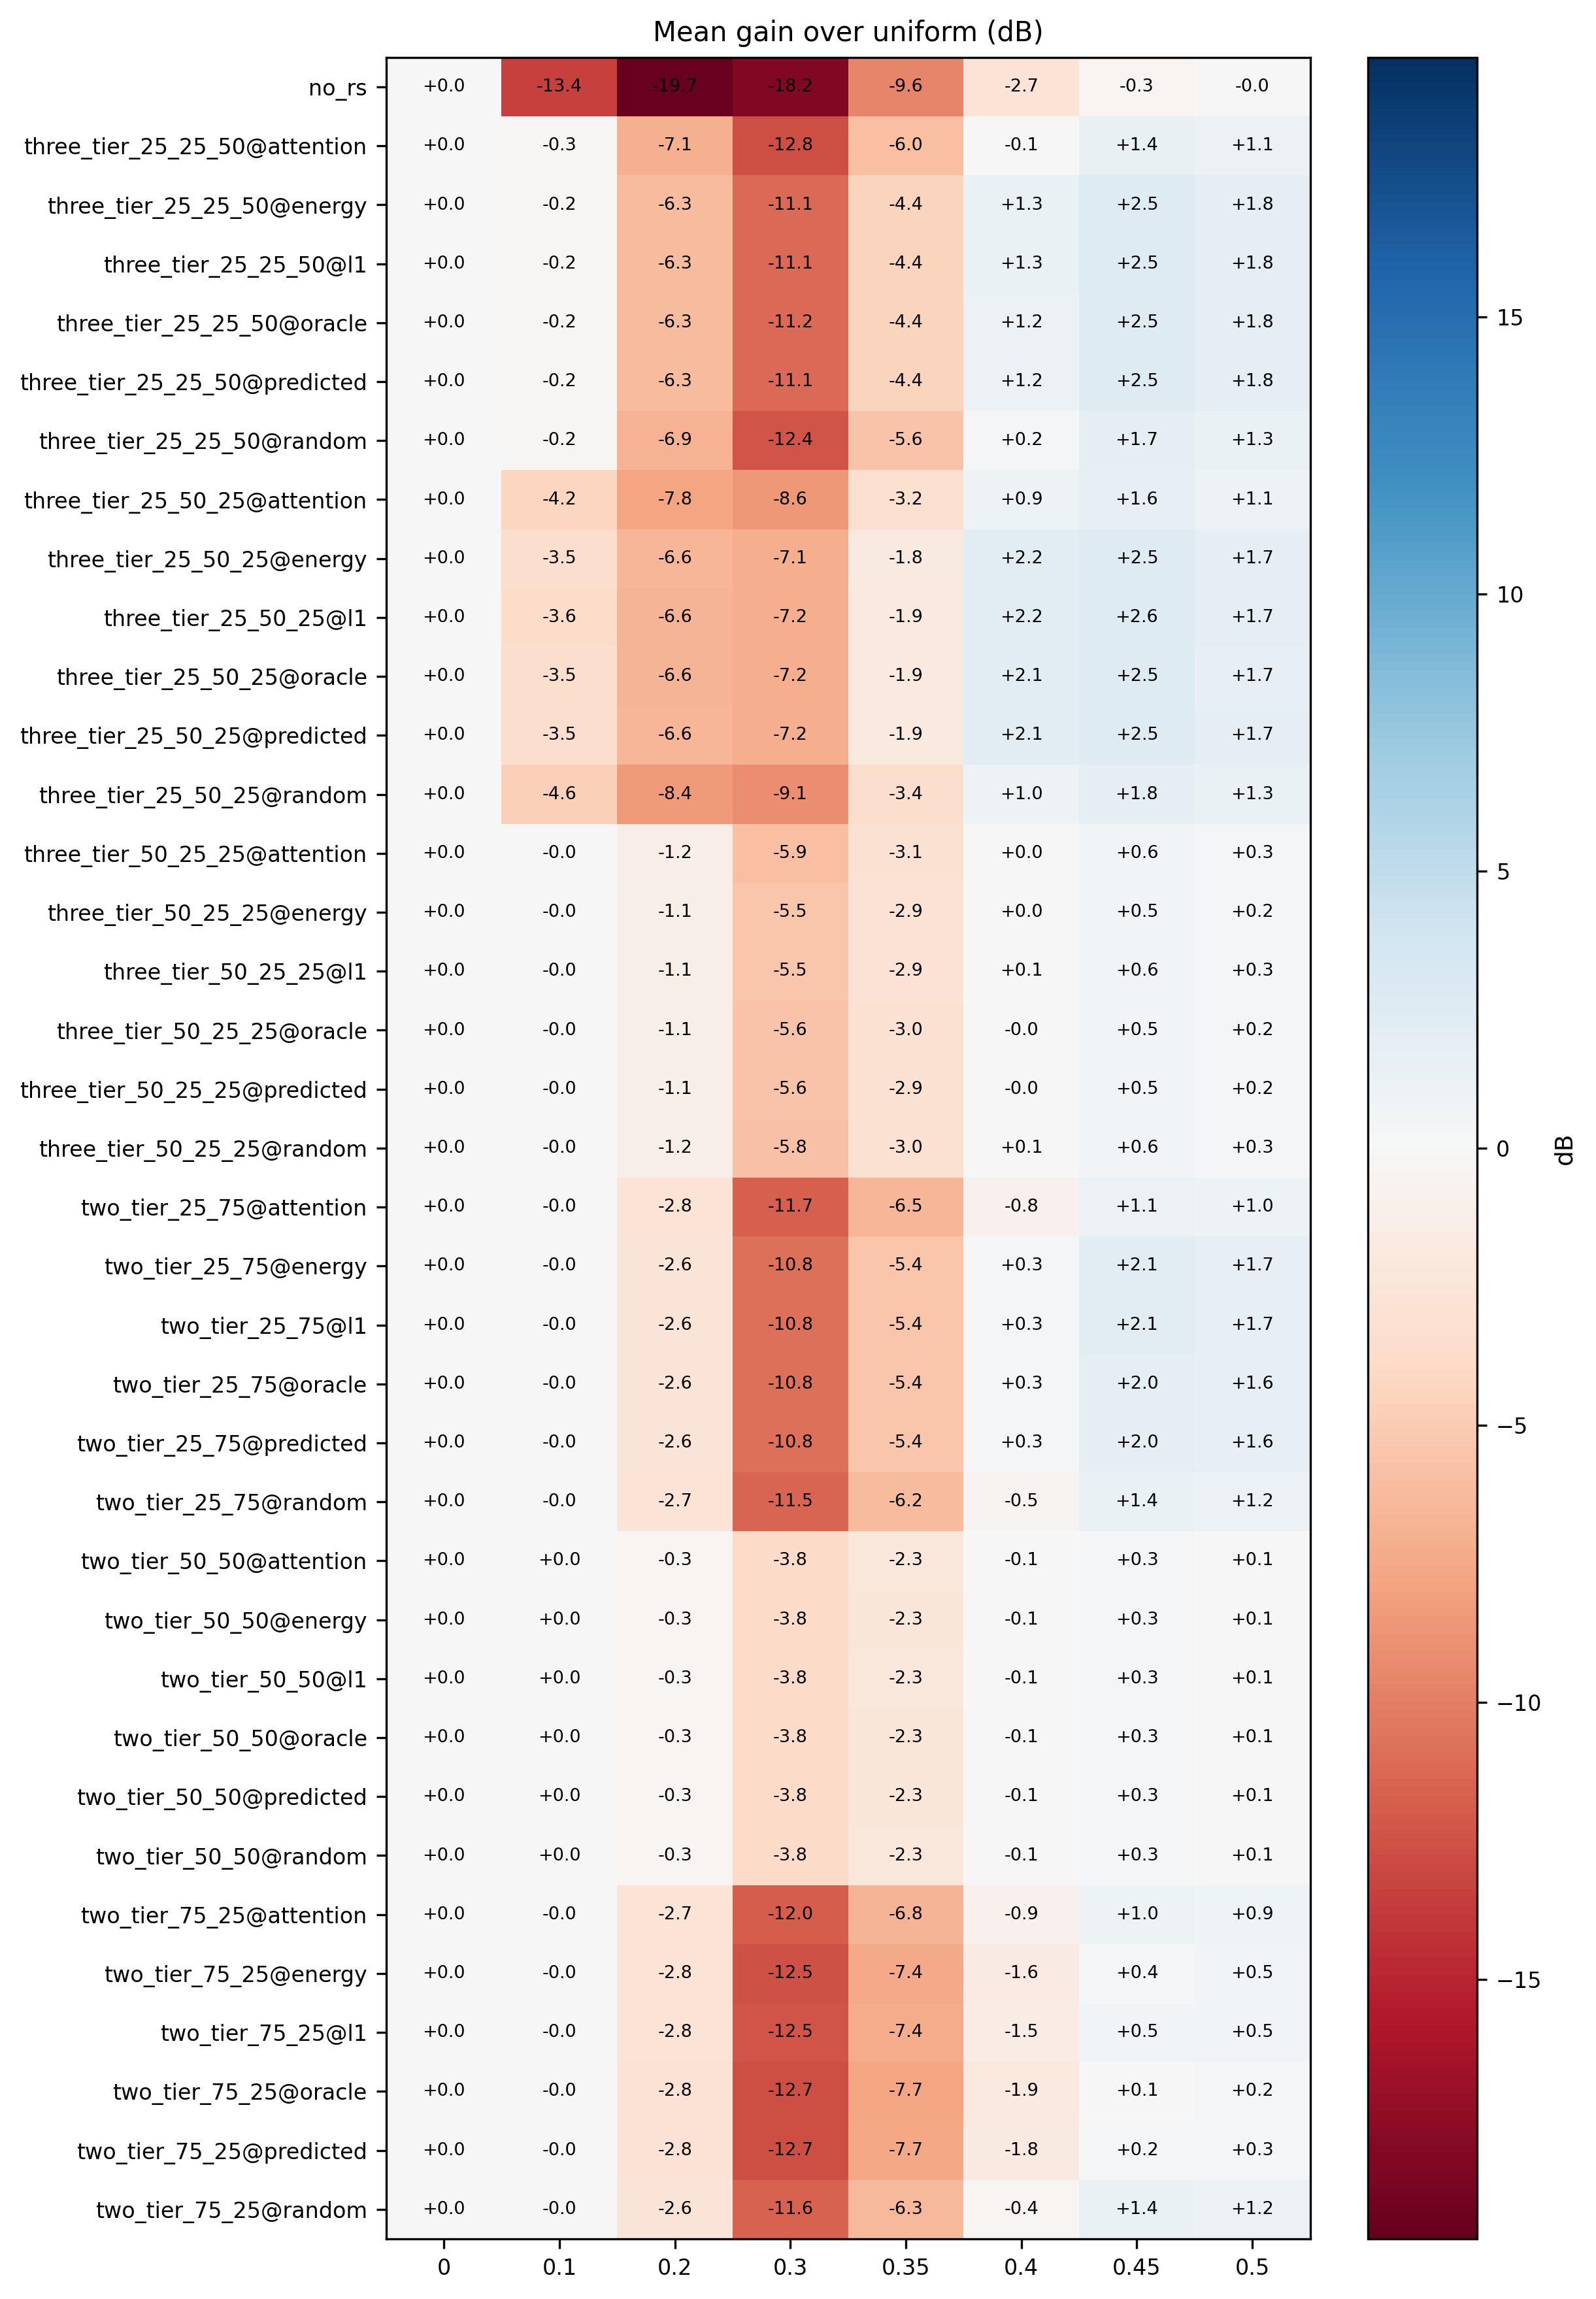 Mean gain over uniform (dB)
no_rs +0.0 -13.4 -19.7 -18.2 -9.6 -2.7 -0.3 -0.0
three_tier_25_25_50@attention +0.0 -0.3 -7.1 -12.8 -6.0 -0.1 +1.4 +1.1
three_tier_25_25_50@energy +0.0 -0.2 -6.3 -11.1 -4.4 +1.3 +2.5 +1.8
three_tier_25_25_50@l1 +0.0 -0.2 -6.3 -11.1 -4.4 +1.3 +2.5 +1.8
three_tier_25_25_50@oracle +0.0 -0.2 -6.3 -11.2 -4.4 +1.2 +2.5 +1.8
three_tier_25_25_50@predicted +0.0 -0.2 -6.3 -11.1 -4.4 +1.2 +2.5 +1.8
three_tier_25_25_50@random +0.0 -0.2 -6.9 -12.4 -5.6 +0.2 +1.7 +1.3
three_tier_25_50_25@attention +0.0 -4.2 -7.8 -8.6 -3.2 +0.9 +1.6 +1.1
three_tier_25_50_25@energy +0.0 -3.5 -6.6 -7.1 -1.8 +2.2 +2.5 +1.7
three_tier_25_50_25@l1 +0.0 -3.6 -6.6 -7.2 -1.9 +2.2 +2.6 +1.7
three_tier_25_50_25@oracle +0.0 -3.5 -6.6 -7.2 -1.9 +2.1 +2.5 +1.7
three_tier_25_50_25@predicted +0.0 -3.5 -6.6 -7.2 -1.9 +2.1 +2.5 +1.7
three_tier_25_50_25@random +0.0 -4.6 -8.4 -9.1 -3.4 +1.0 +1.8 +1.3
three_tier_50_25_25@attention +0.0 -0.0 -1.2 -5.9 -3.1 +0.0 +0.6 +0.3
three_tier_50_25_25@energy +0.0 -0.0 -1.1 -5.5 -2.9 +0.0 +0.5 +0.2
three_tier_50_25_25@l1 +0.0 -0.0 -1.1 -5.5 -2.9 +0.1 +0.6 +0.3
three_tier_50_25_25@oracle +0.0 -0.0 -1.1 -5.6 -3.0 -0.0 +0.5 +0.2
three_tier_50_25_25@predicted +0.0 -0.0 -1.1 -5.6 -2.9 -0.0 +0.5 +0.2
three_tier_50_25_25@random +0.0 -0.0 -1.2 -5.8 -3.0 +0.1 +0.6 +0.3
two_tier_25_75@attention +0.0 -0.0 -2.8 -11.7 -6.5 -0.8 +1.1 +1.0
two_tier_25_75@energy +0.0 -0.0 -2.6 -10.8 -5.4 +0.3 +2.1 +1.7
two_tier_25_75@l1 +0.0 -0.0 -2.6 -10.8 -5.4 +0.3 +2.1 +1.7
two_tier_25_75@oracle +0.0 -0.0 -2.6 -10.8 -5.4 +0.3 +2.0 +1.6
two_tier_25_75@predicted +0.0 -0.0 -2.6 -10.8 -5.4 +0.3 +2.0 +1.6
two_tier_25_75@random +0.0 -0.0 -2.7 -11.5 -6.2 -0.5 +1.4 +1.2
two_tier_50_50@attention +0.0 +0.0 -0.3 -3.8 -2.3 -0.1 +0.3 +0.1
two_tier_50_50@energy +0.0 +0.0 -0.3 -3.8 -2.3 -0.1 +0.3 +0.1
two_tier_50_50@l1 +0.0 +0.0 -0.3 -3.8 -2.3 -0.1 +0.3 +0.1
two_tier_50_50@oracle +0.0 +0.0 -0.3 -3.8 -2.3 -0.1 +0.3 +0.1
two_tier_50_50@predicted +0.0 +0.0 -0.3 -3.8 -2.3 -0.1 +0.3 +0.1
two_tier_50_50@random +0.0 +0.0 -0.3 -3.8 -2.3 -0.1 +0.3 +0.1
two_tier_75_25@attention +0.0 -0.0 -2.7 -12.0 -6.8 -0.9 +1.0 +0.9
two_tier_75_25@energy +0.0 -0.0 -2.8 -12.5 -7.4 -1.6 +0.4 +0.5
two_tier_75_25@l1 +0.0 -0.0 -2.8 -12.5 -7.4 -1.5 +0.5 +0.5
two_tier_75_25@oracle +0.0 -0.0 -2.8 -12.7 -7.7 -1.9 +0.1 +0.2
two_tier_75_25@predicted +0.0 -0.0 -2.8 -12.7 -7.7 -1.8 +0.2 +0.3
two_tier_75_25@random +0.0 -0.0 -2.6 -11.6 -6.3 -0.4 +1.4 +1.2
0 0.1 0.2 0.3 0.35 0.4 0.45 0.5
15
10
5
0
−5
−10
−15
dB